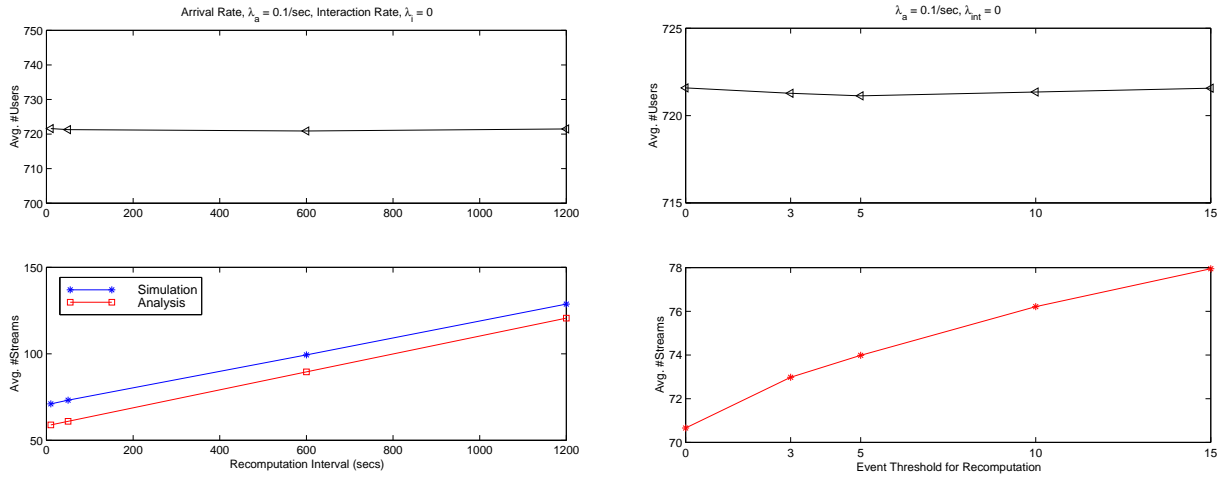 Arrival Rate, λa = 0.1/sec, Interaction Rate, λi = 0
750
740
730
720
710
700
Avg. #Users
0 200 400 600 800 1000 1200
150
100
50
Avg. #Streams
Simulation
Analysis
0 200 400 600 800 1000 1200
Recomputation Interval (secs)
λa = 0.1/sec, λint = 0
725
720
715
Avg. #Users
0 3 5 10 15
78
76
74
72
70
Avg. #Streams
0 3 5 10 15
Event Threshold for Recomputation